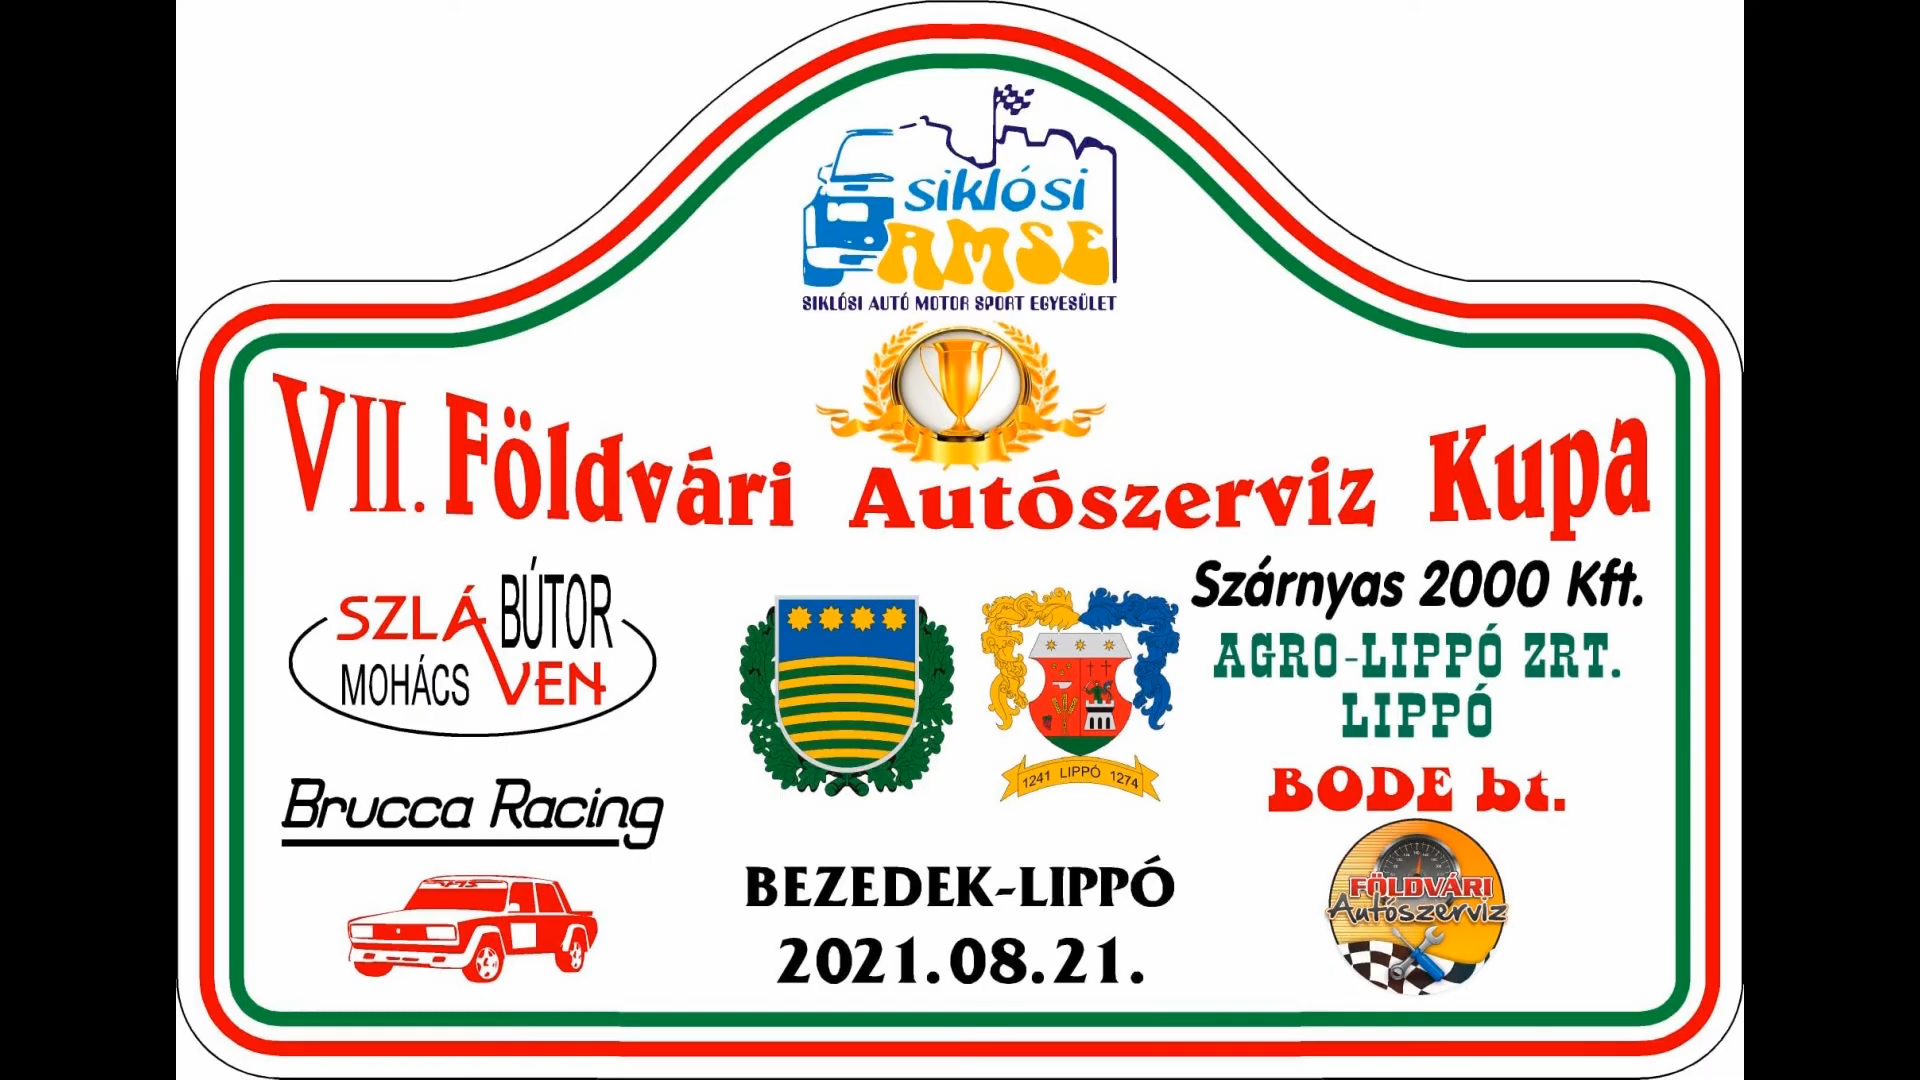 siklósi
AMSE
SIKLÓSI AUTÓ MOTOR SPORT EGYESÜLET
VII. Földvári Autószerviz Kupa
SZLÁ BÚTOR
MOHÁCS VEN
Szárnyas 2000 Kft.
AGRO-LIPPÓ ZRT.
LIPPÓ
1241 LIPPÓ 1274
BODE bt.
Brucca Racing
FÖLDVÁRI
Autószerviz
BEZEDEK-LIPPÓ
2021.08.21.